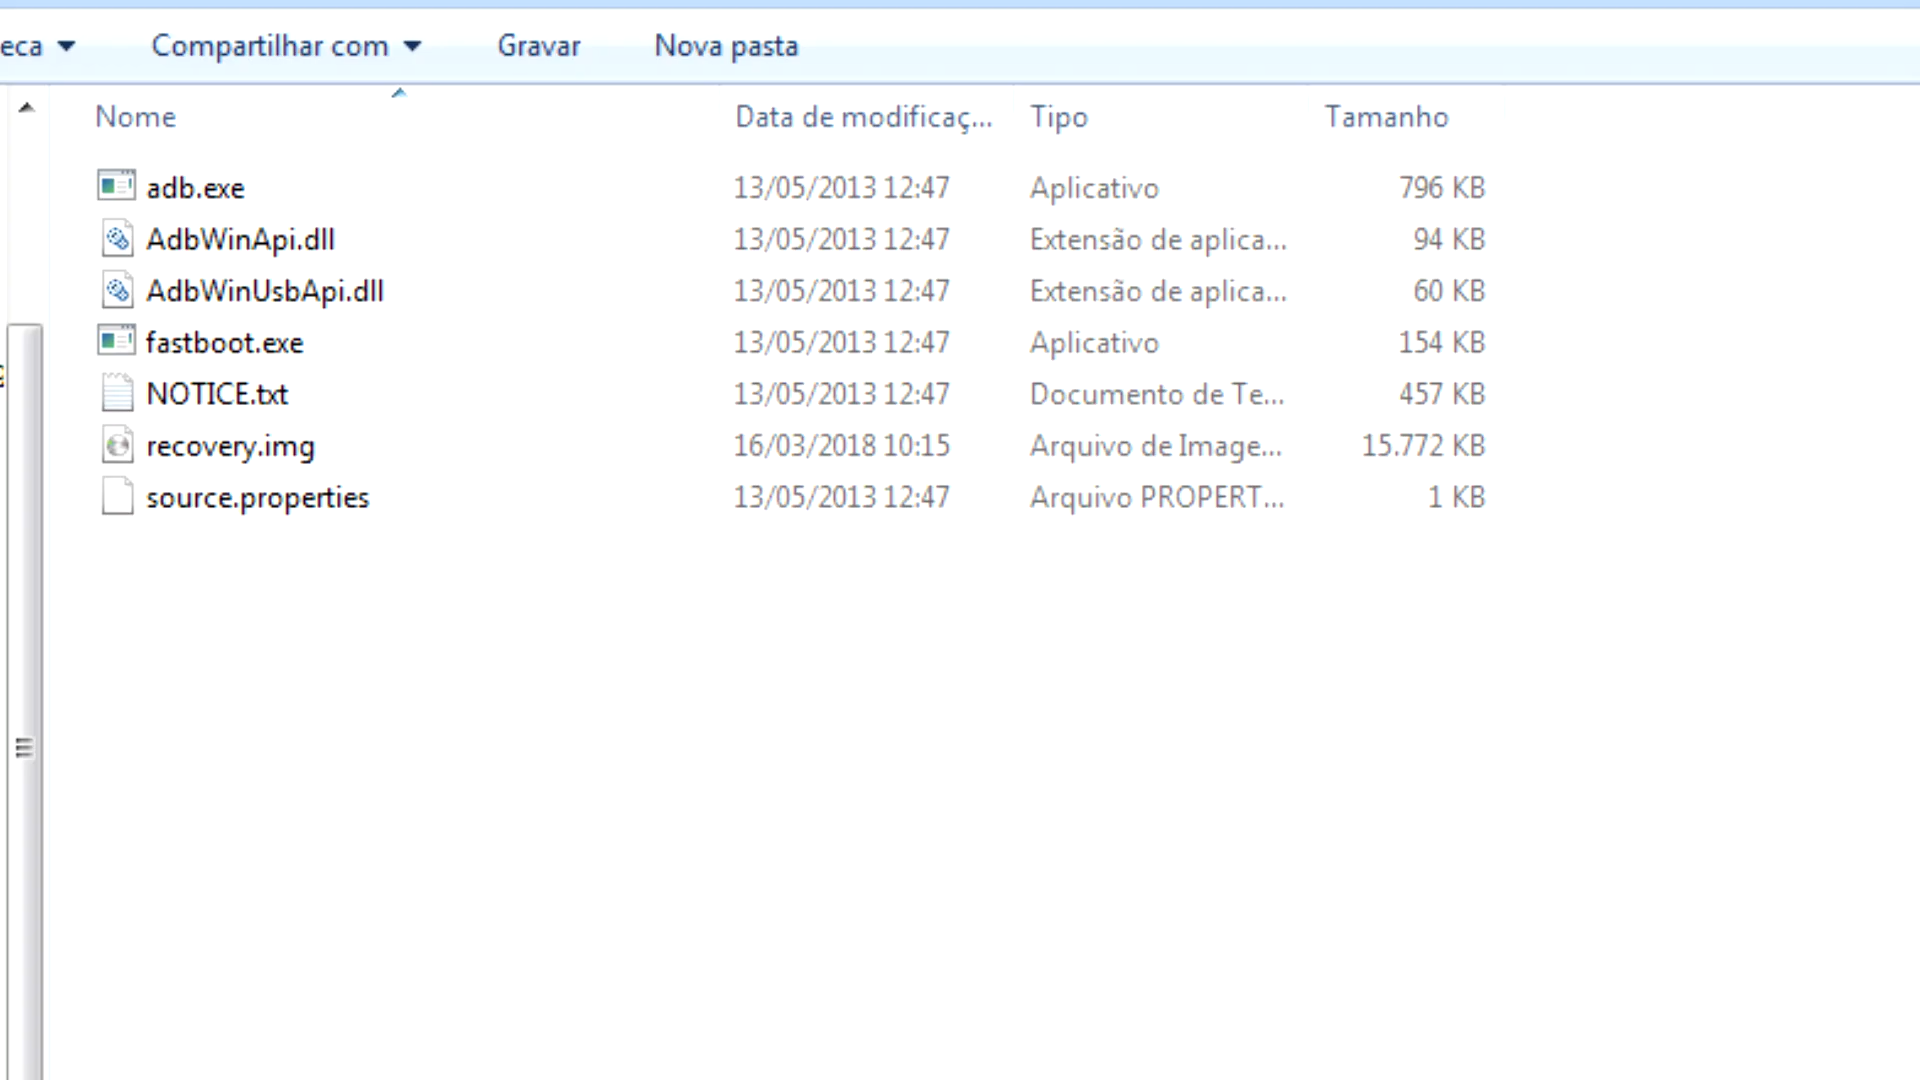 eca Compartilhar com Gravar Nova pasta
Nome Data de modificaç... Tipo Tamanho
adb.exe 13/05/2013 12:47 Aplicativo 796 KB
AdbWinApi.dll 13/05/2013 12:47 Extensão de aplica... 94 KB
AdbWinUsbApi.dll 13/05/2013 12:47 Extensão de aplica... 60 KB
fastboot.exe 13/05/2013 12:47 Aplicativo 154 KB
NOTICE.txt 13/05/2013 12:47 Documento de Te... 457 KB
recovery.img 16/03/2018 10:15 Arquivo de Image... 15.772 KB
source.properties 13/05/2013 12:47 Arquivo PROPERT... 1 KB